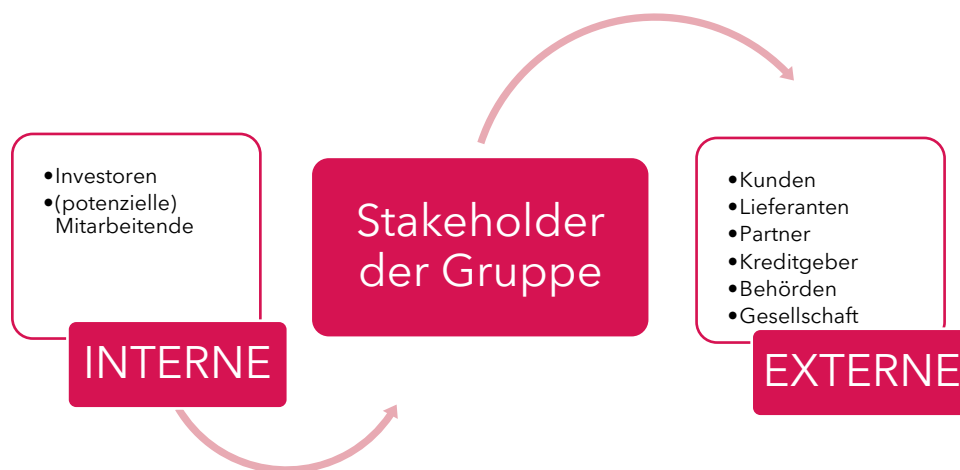 •Investoren
•(potenzielle)
Mitarbeitende
INTERNE
Stakeholder
der Gruppe
•Kunden
•Lieferanten
•Partner
•Kreditgeber
•Behörden
•Gesellschaft
EXTERNE